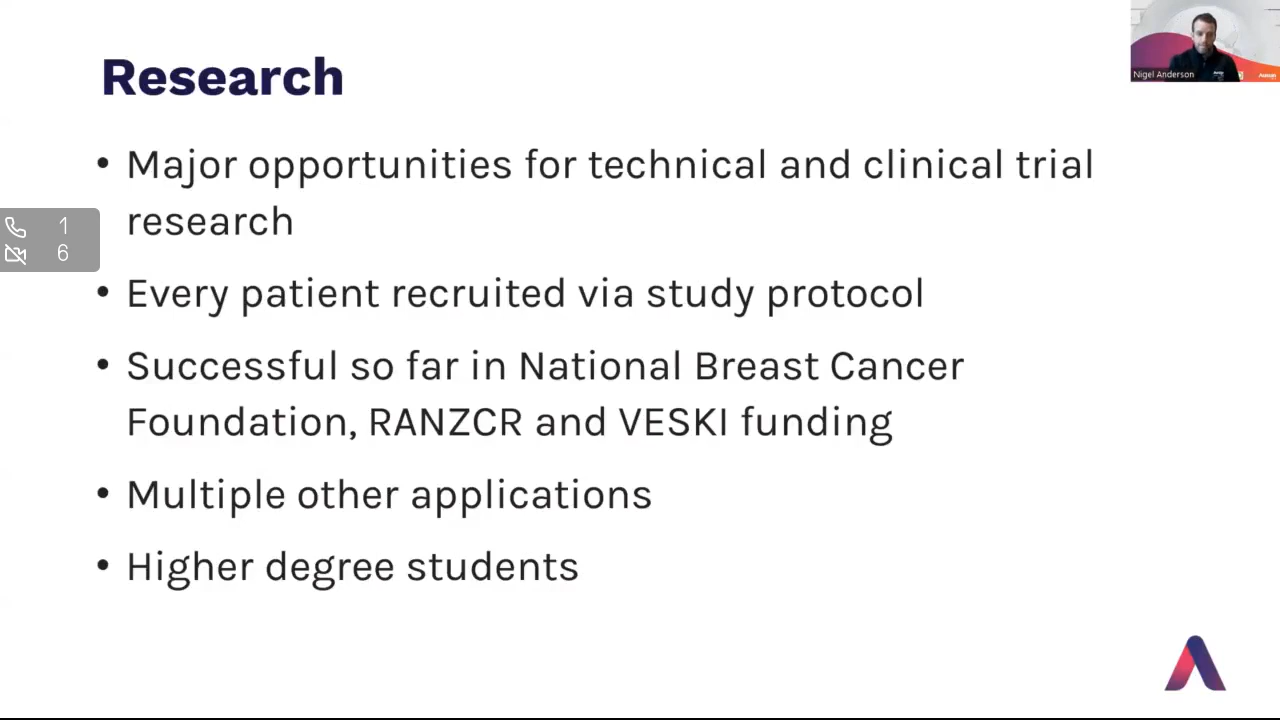 Research
Nigel Anderson
• Major opportunities for technical and clinical trial
research
1
6
• Every patient recruited via study protocol
• Successful so far in National Breast Cancer
Foundation, RANZCR and VESKI funding
• Multiple other applications
• Higher degree students